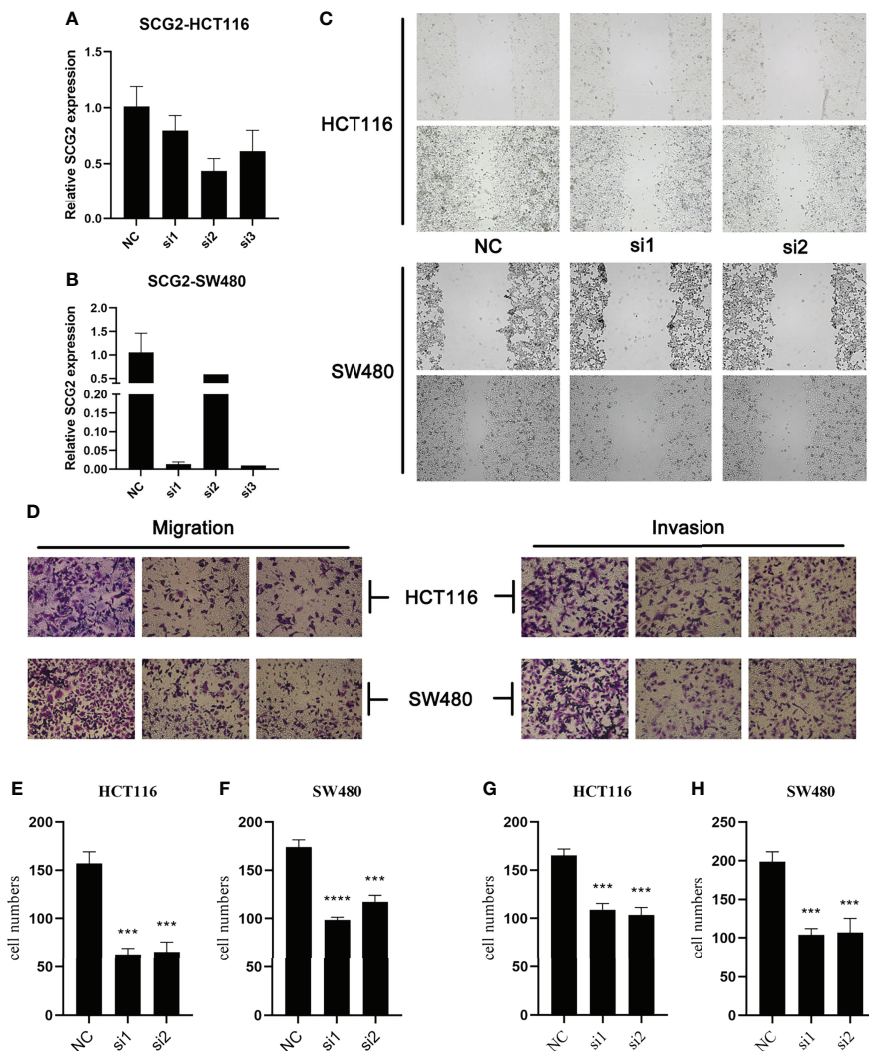 A
SCG2-HCT116
Relative SCG2 expression
1.5
1.0
0.5
0.0
NC
si1
si2
si3
B
SCG2-SW480
Relative SCG2 expression
1.5
1.0
0.5
0.20
0.15
0.10
0.05
0.00
NC
si1
si2
si3
C
HCT116
NC
si1
si2
SW480
D
Migration
Invasion
HCT116
SW480
E
HCT116
cell numbers
200
150
100
50
0
***
***
NC
si1
si2
F
SW480
cell numbers
200
150
100
50
0
****
***
NC
si1
si2
G
HCT116
cell numbers
200
150
100
50
0
***
***
NC
si1
si2
H
SW480
cell numbers
250
200
150
100
50
0
***
***
NC
si1
si2